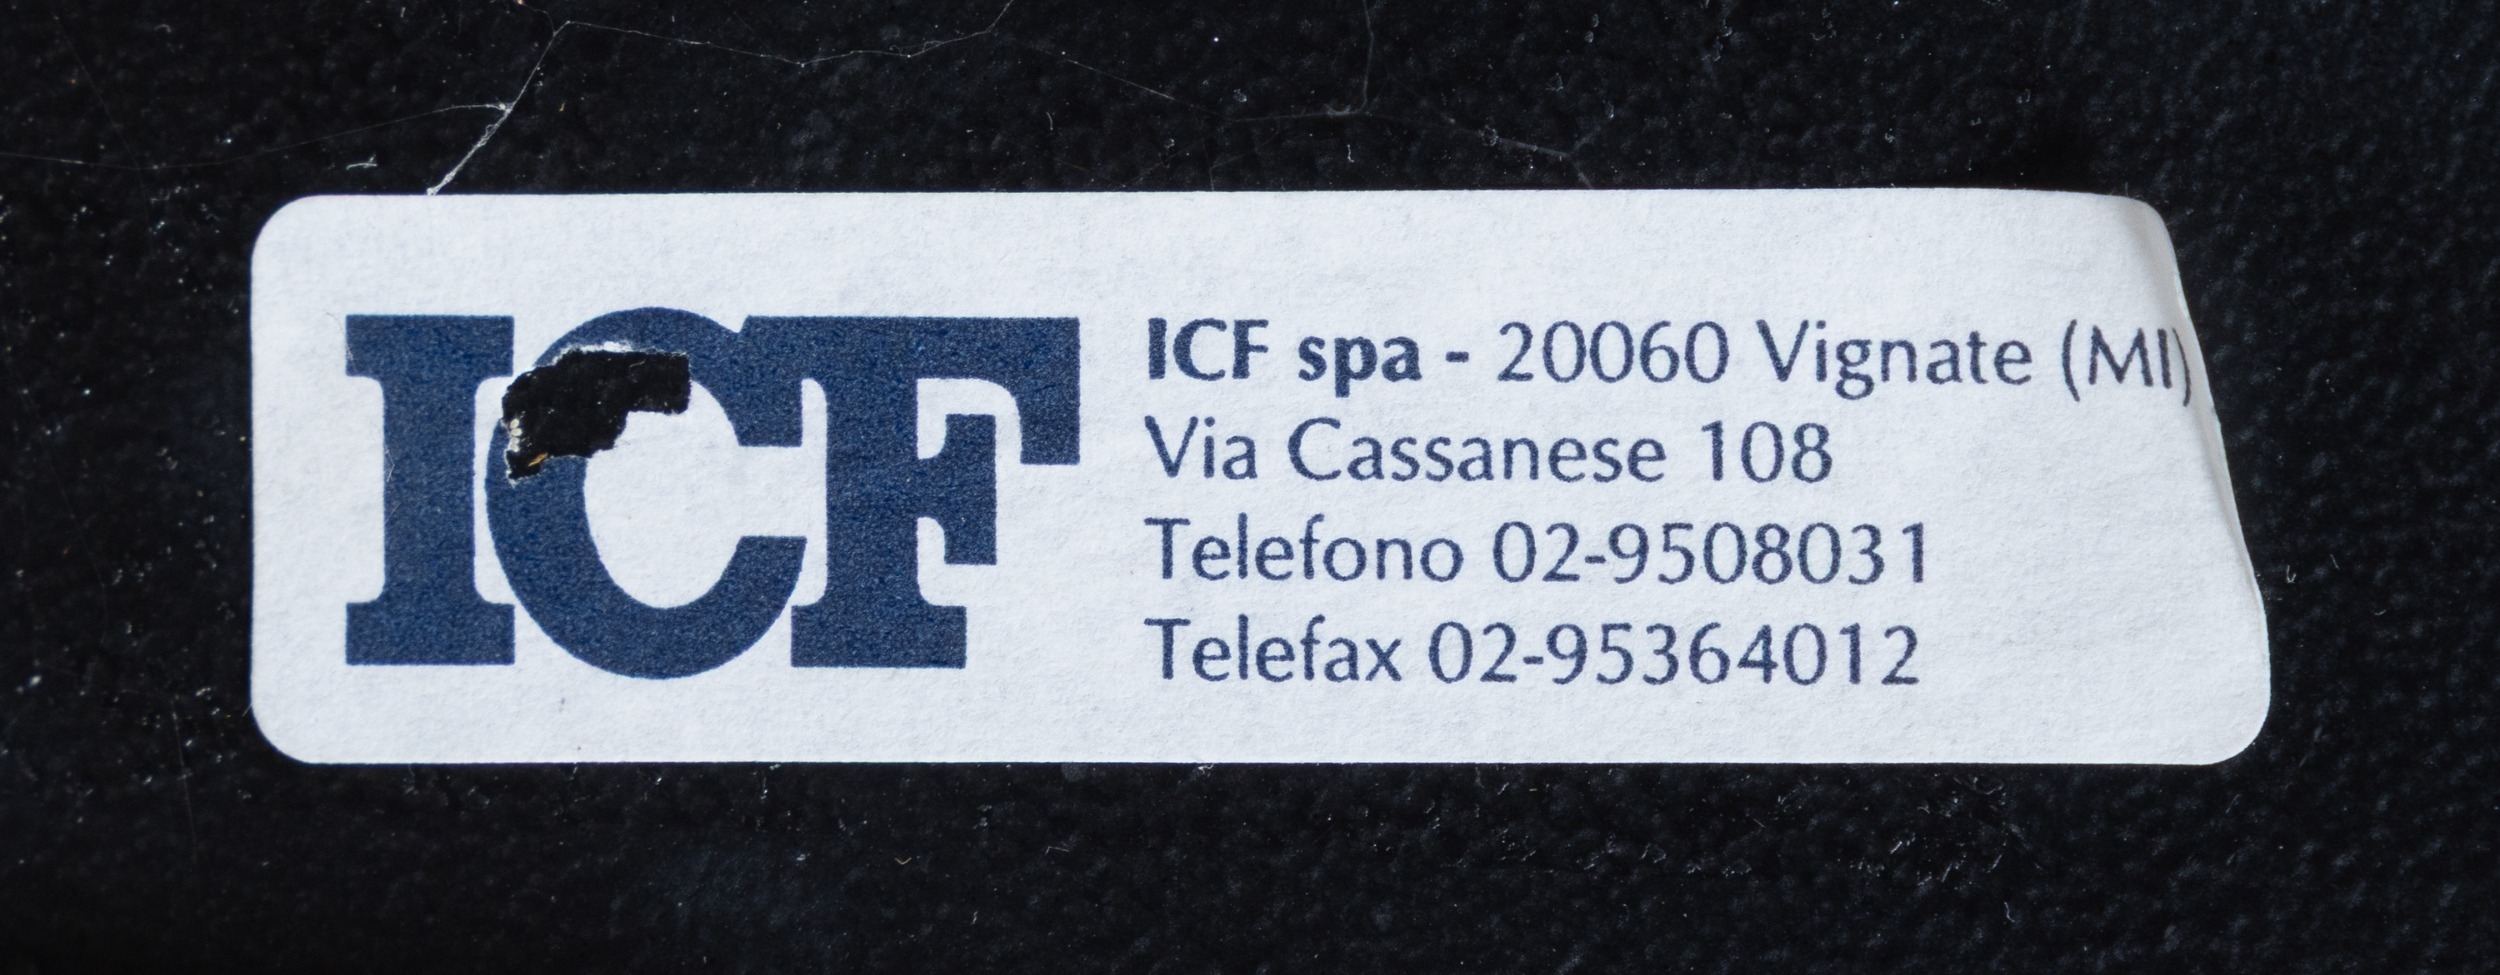 ICF
ICF spa - 20060 Vignate (MI)
Via Cassanese 108
Telefono 02-9508031
Telefax 02-95364012